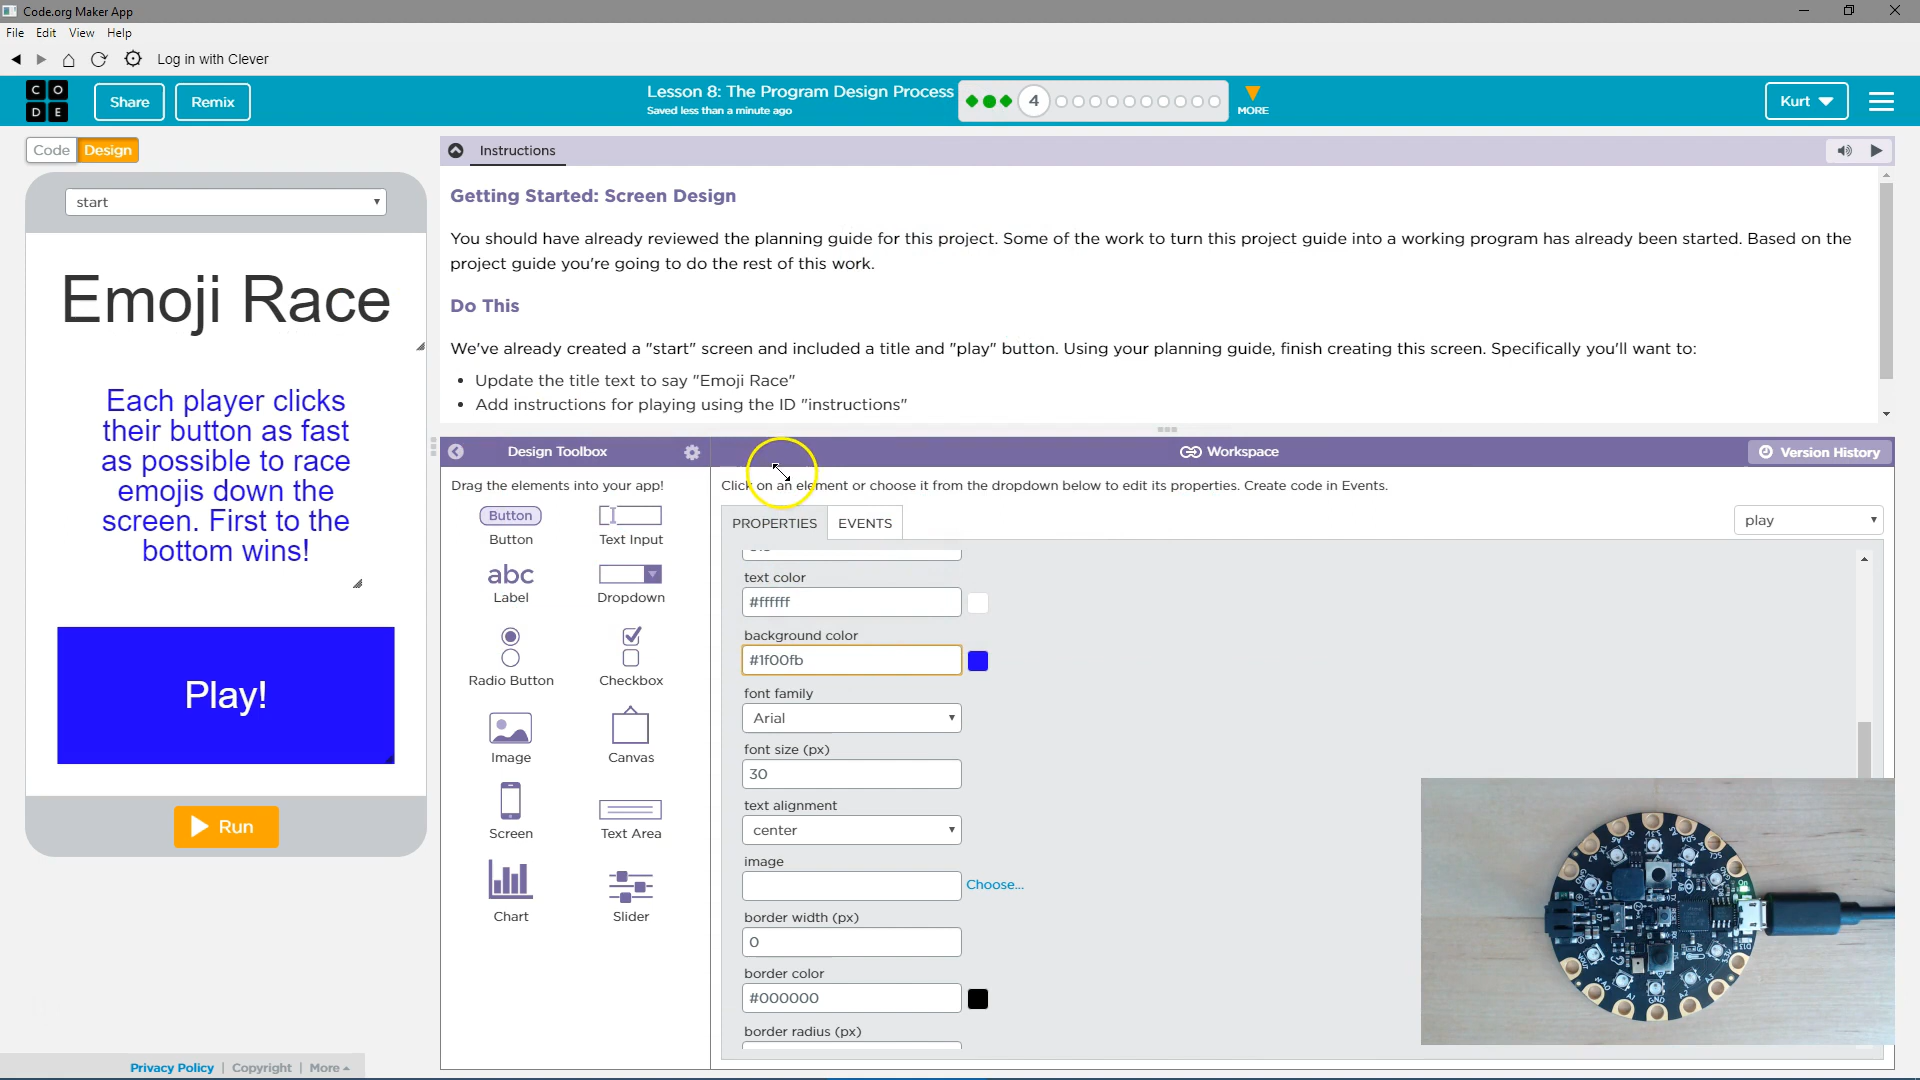 Code.org Maker App
File Edit View Help
Log in with Clever
CODE
Share
Remix
Lesson 8: The Program Design Process
Saved less than a minute ago
4
MORE
Kurt
Code
Design
start
Emoji Race
Each player clicks
their button as fast
as possible to race
emojis down the
screen. First to the
bottom wins!
Play!
Run
Privacy Policy | Copyright | More
Instructions
Getting Started: Screen Design
You should have already reviewed the planning guide for this project. Some of the work to turn this project guide into a working program has already been started. Based on the
project guide you're going to do the rest of this work.
Do This
We've already created a "start" screen and included a title and "play" button. Using your planning guide, finish creating this screen. Specifically you'll want to:
• Update the title text to say "Emoji Race"
• Add instructions for playing using the ID "instructions"
Design Toolbox
Workspace
Version History
Drag the elements into your app!
Button
Button
Text Input
abc
Label
Dropdown
Radio Button
Checkbox
Image
Canvas
Screen
Text Area
Chart
Slider
Click on an element or choose it from the dropdown below to edit its properties. Create code in Events.
PROPERTIES
EVENTS
play
text color
#ffffff
background color
#1f00fb
font family
Arial
font size (px)
30
text alignment
center
image
Choose...
border width (px)
0
border color
#000000
border radius (px)
GND
A1
On